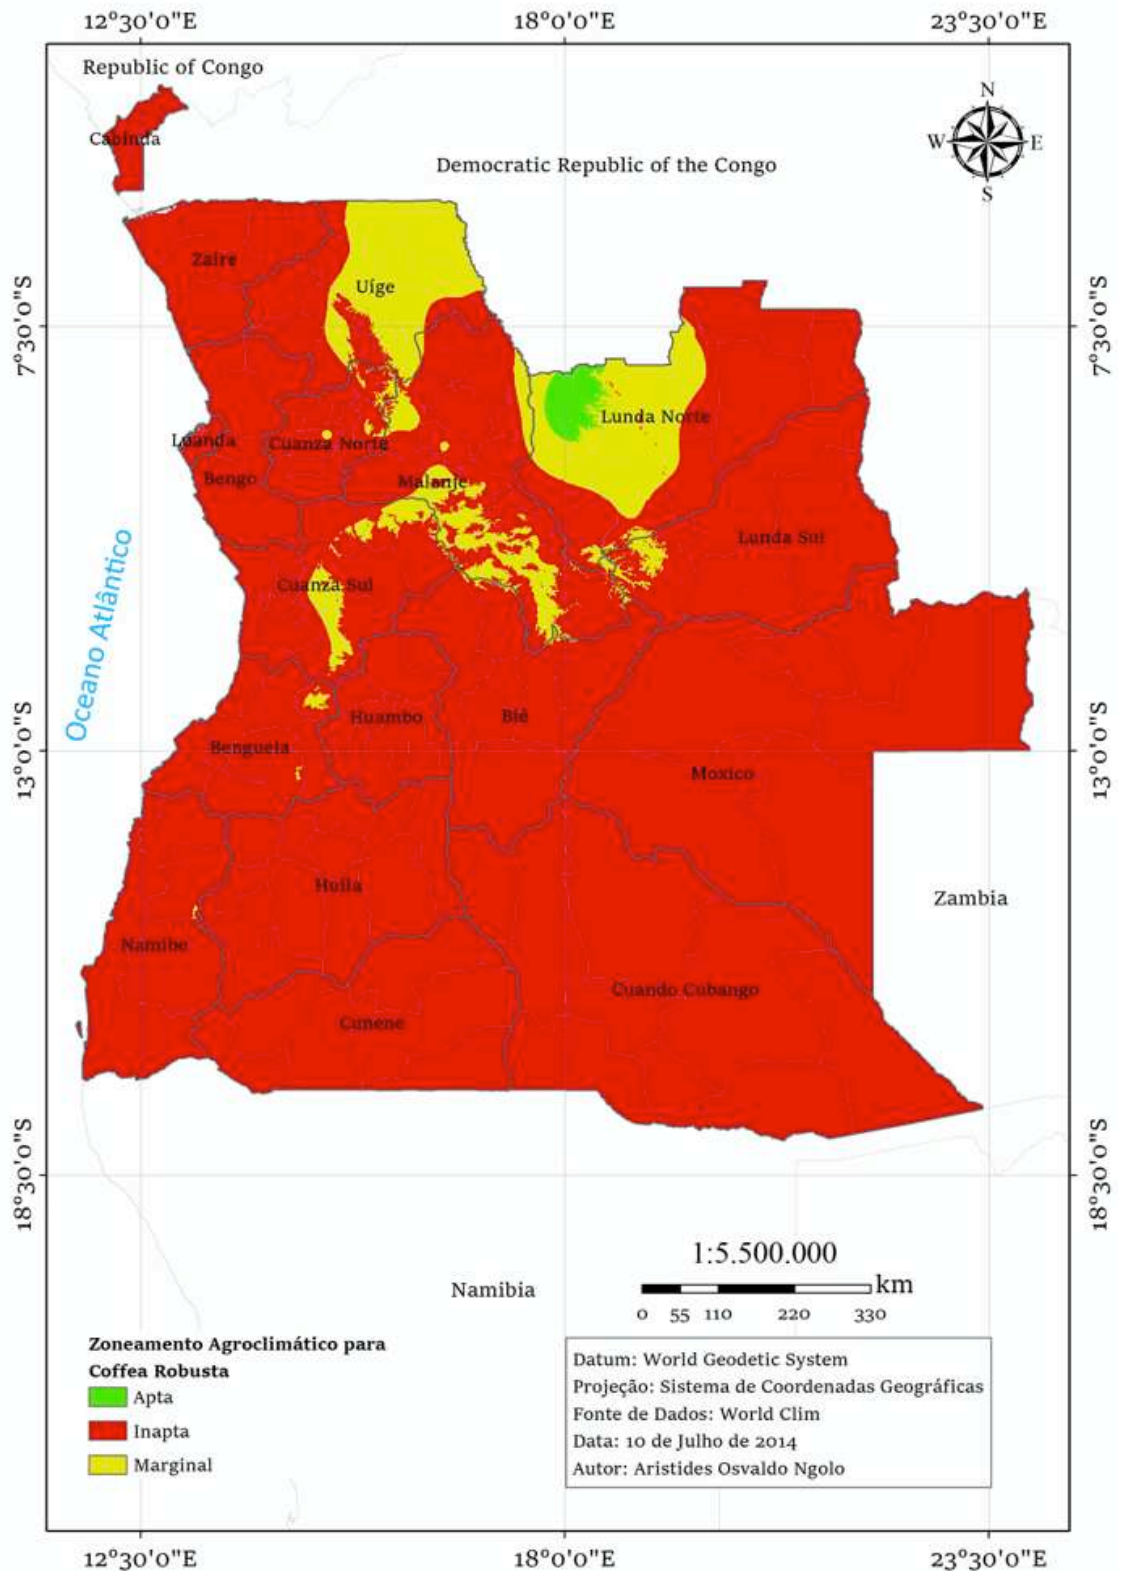 12°30'0"E 18°0'0"E 23°30'0"E
Republic of Congo
N
Cabinda
W E
Democratic Republic of the Congo
S
Zaire
Uíge
7°30'0"S 7°30'0"S
Lunda Norte
Luanda
Cuanza Norte
Bengo
Malanje
Lunda Sul
Cuanza Sul
Oceano Atlântico
Huambo
Bié
Benguela
13°0'0"S 13°0'0"S
Moxico
Huíla
Zambia
Namibe
Cuando Cubango
Cunene
18°30'0"S 18°30'0"S
1:5.500.000
Namibia
km
0 55 110 220 330
Zoneamento Agroclimático para
Coffea Robusta
Apta
Inapta
Marginal
Datum: World Geodetic System
Projeção: Sistema de Coordenadas Geográficas
Fonte de Dados: World Clim
Data: 10 de Julho de 2014
Autor: Aristides Osvaldo Ngolo
12°30'0"E 18°0'0"E 23°30'0"E